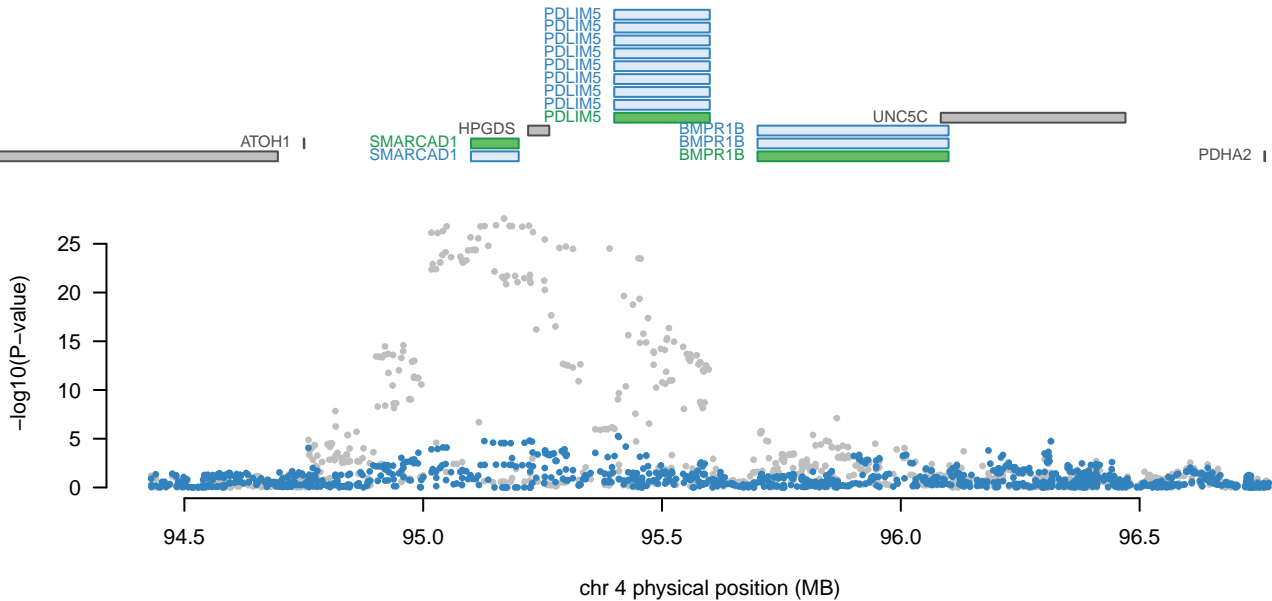 PDLIM5
PDLIM5
PDLIM5
PDLIM5
PDLIM5
PDLIM5
PDLIM5
PDLIM5
PDLIM5 UNC5C
HPGDS BMPR1B
ATOH1 SMARCAD1 BMPR1B
SMARCAD1 BMPR1B PDHA2
25
20
15
10
5
0
−log10(P−value)
94.5 95.0 95.5 96.0 96.5
chr 4 physical position (MB)